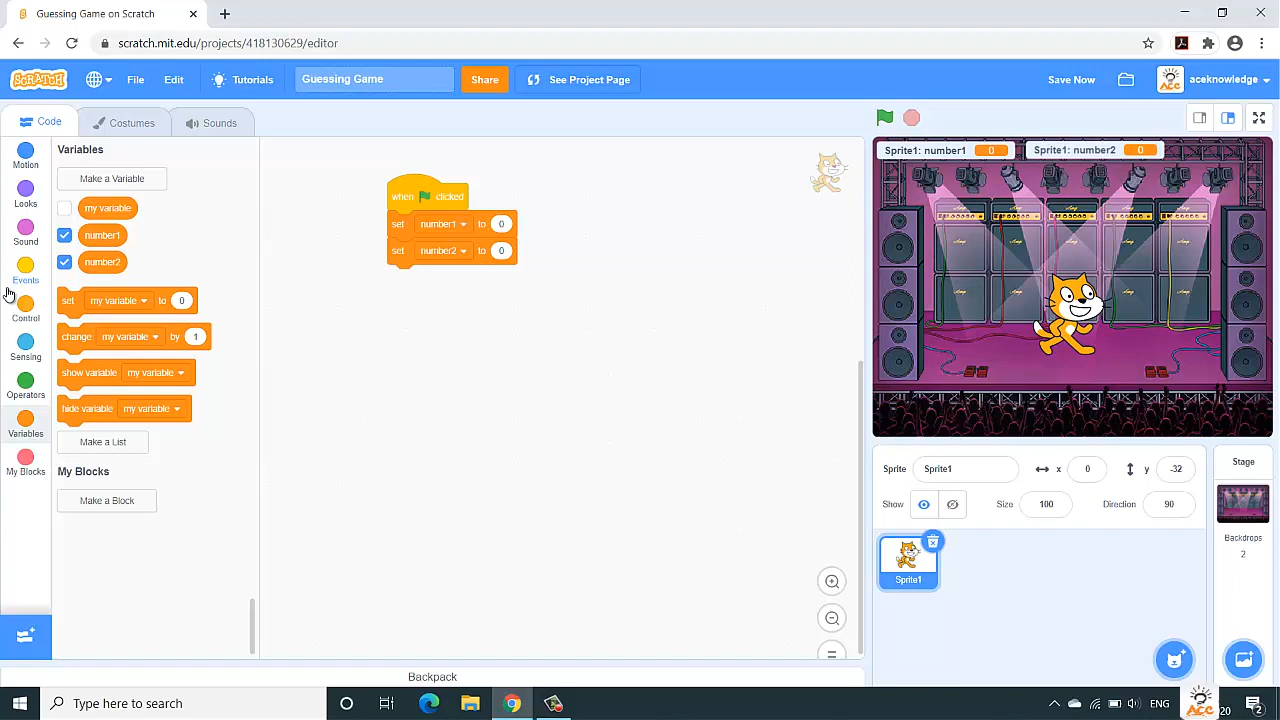 Guessing Game on Scratch
scratch.mit.edu/projects/418130629/editor
SCRATCH File Edit Tutorials Guessing Game Share See Project Page Save Now aceknowledge
Code Costumes Sounds
Motion
Looks
Sound
Events
Control
Sensing
Operators
Variables
My Blocks
Variables
Make a Variable
my variable
number1
number2
set my variable to 0
change my variable by 1
show variable my variable
hide variable my variable
Make a List
My Blocks
Make a Block
when clicked
set number1 to 0
set number2 to 0
Sprite1: number1 0 Sprite1: number2 0
Sprite Sprite1 x 0 y -32
Show Size 100 Direction 90
Sprite1
Stage
Backdrops
2
Backpack
Type here to search
ENG
ACC
20
2